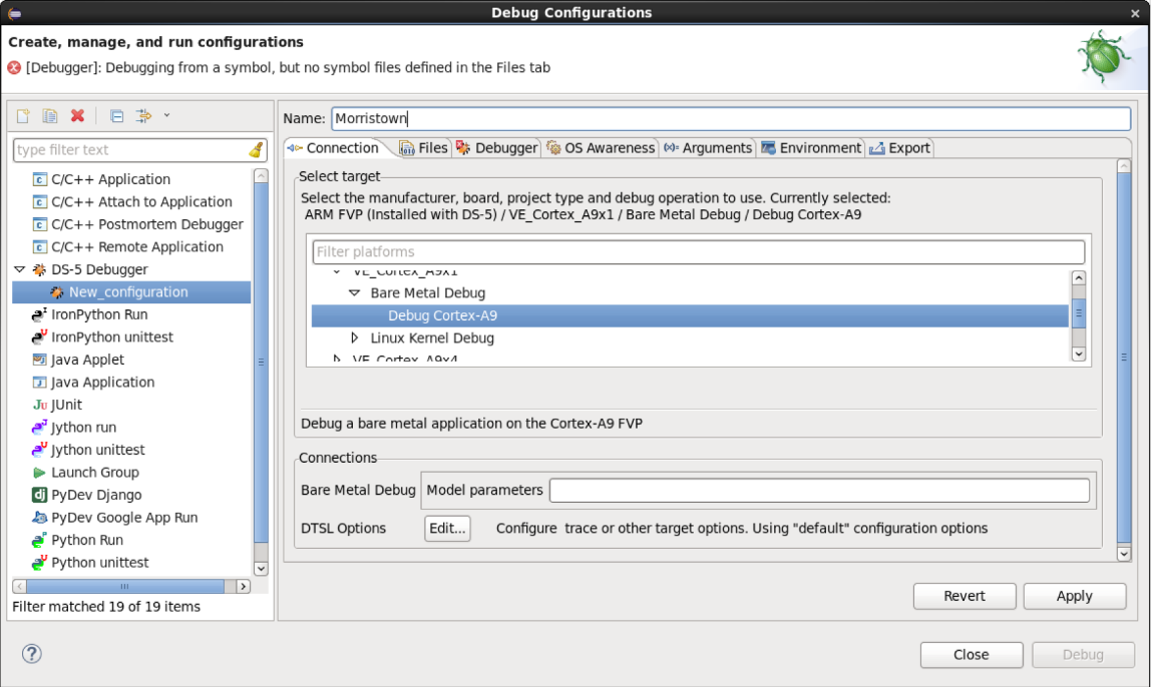 Debug Configurations
Create, manage, and run configurations
[Debugger]: Debugging from a symbol, but no symbol files defined in the Files tab
type filter text
C/C++ Application
C/C++ Attach to Application
C/C++ Postmortem Debugger
C/C++ Remote Application
DS-5 Debugger
New_configuration
IronPython Run
IronPython unittest
Java Applet
Java Application
JUnit
Jython run
Jython unittest
Launch Group
PyDev Django
PyDev Google App Run
Python Run
Python unittest
Filter matched 19 of 19 items
Name: Morristown
Connection Files Debugger OS Awareness Arguments Environment Export
Select target
Select the manufacturer, board, project type and debug operation to use. Currently selected:
ARM FVP (Installed with DS-5) / VE_Cortex_A9x1 / Bare Metal Debug / Debug Cortex-A9
Filter platforms
VE_Cortex_A9x1
Bare Metal Debug
Debug Cortex-A9
Linux Kernel Debug
VE_Cortex_A9x4
Debug a bare metal application on the Cortex-A9 FVP
Connections
Bare Metal Debug Model parameters
DTSL Options Edit... Configure trace or other target options. Using "default" configuration options
Revert Apply
Close Debug